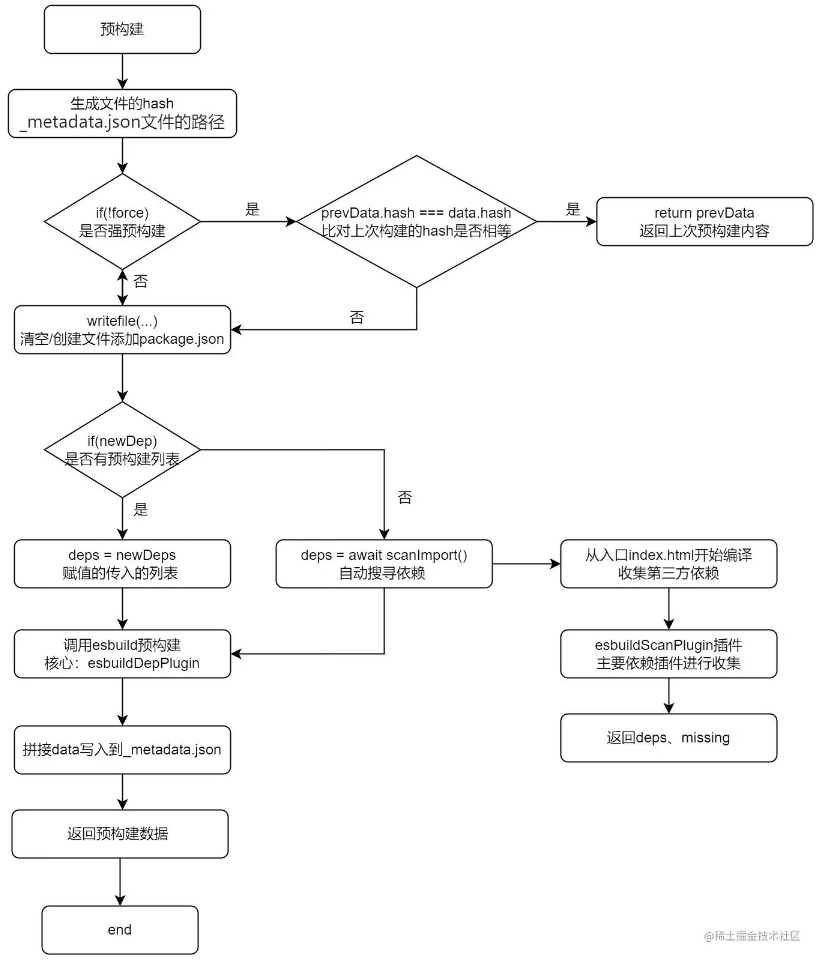 预构建
生成文件的hash
_metadata.json文件的路径
if(!force)
是否强预构建
是
prevData.hash === data.hash
比对上次构建的hash是否相等
是
return prevData
返回上次预构建内容
否
否
writefile(...)
清空/创建文件添加package.json
if(newDep)
是否有预构建列表
否
是
deps = newDeps
赋值的传入的列表
deps = await scanImport()
自动搜寻依赖
从入口index.html开始编译
收集第三方依赖
调用esbuild预构建
核心：esbuildDepPlugin
esbuildScanPlugin插件
主要依赖插件进行收集
拼接data写入到_metadata.json
返回deps、missing
返回预构建数据
end
@稀土掘金技术社区